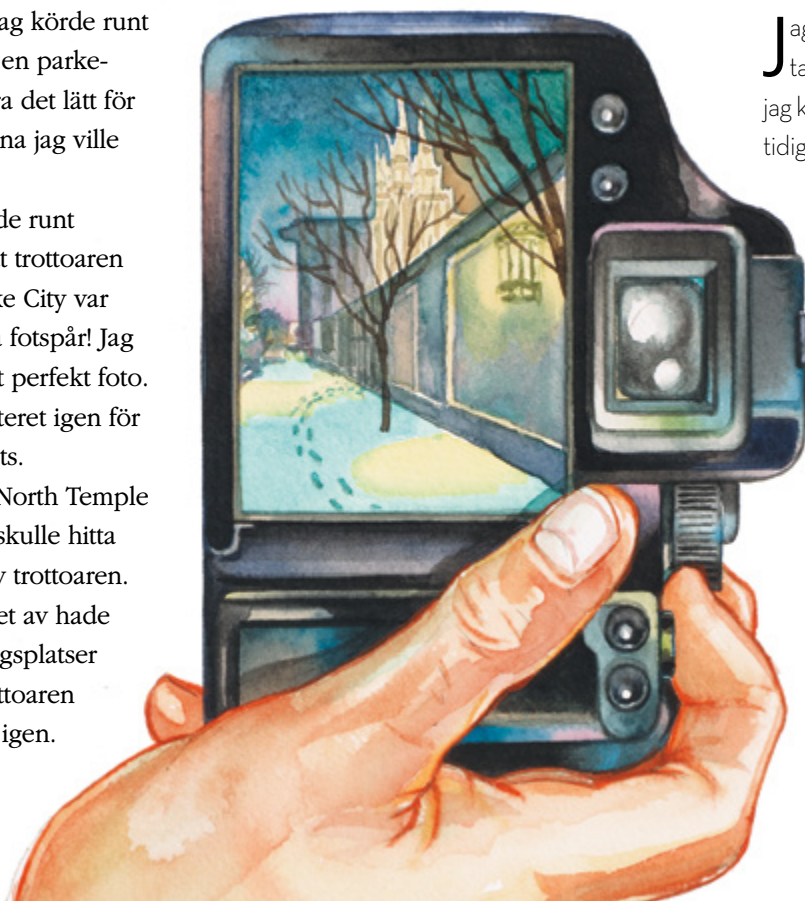 ag körde runt
en parke-
a det lätt för
na jag ville
de runt
t trottoaren
ke City var
fotspår! Jag
t perfekt foto.
teret igen för
ts.
North Temple
skulle hitta
v trottoaren.
et av hade
gsplatser
ttoaren
igen.
Jag
ta
jag k
tidig